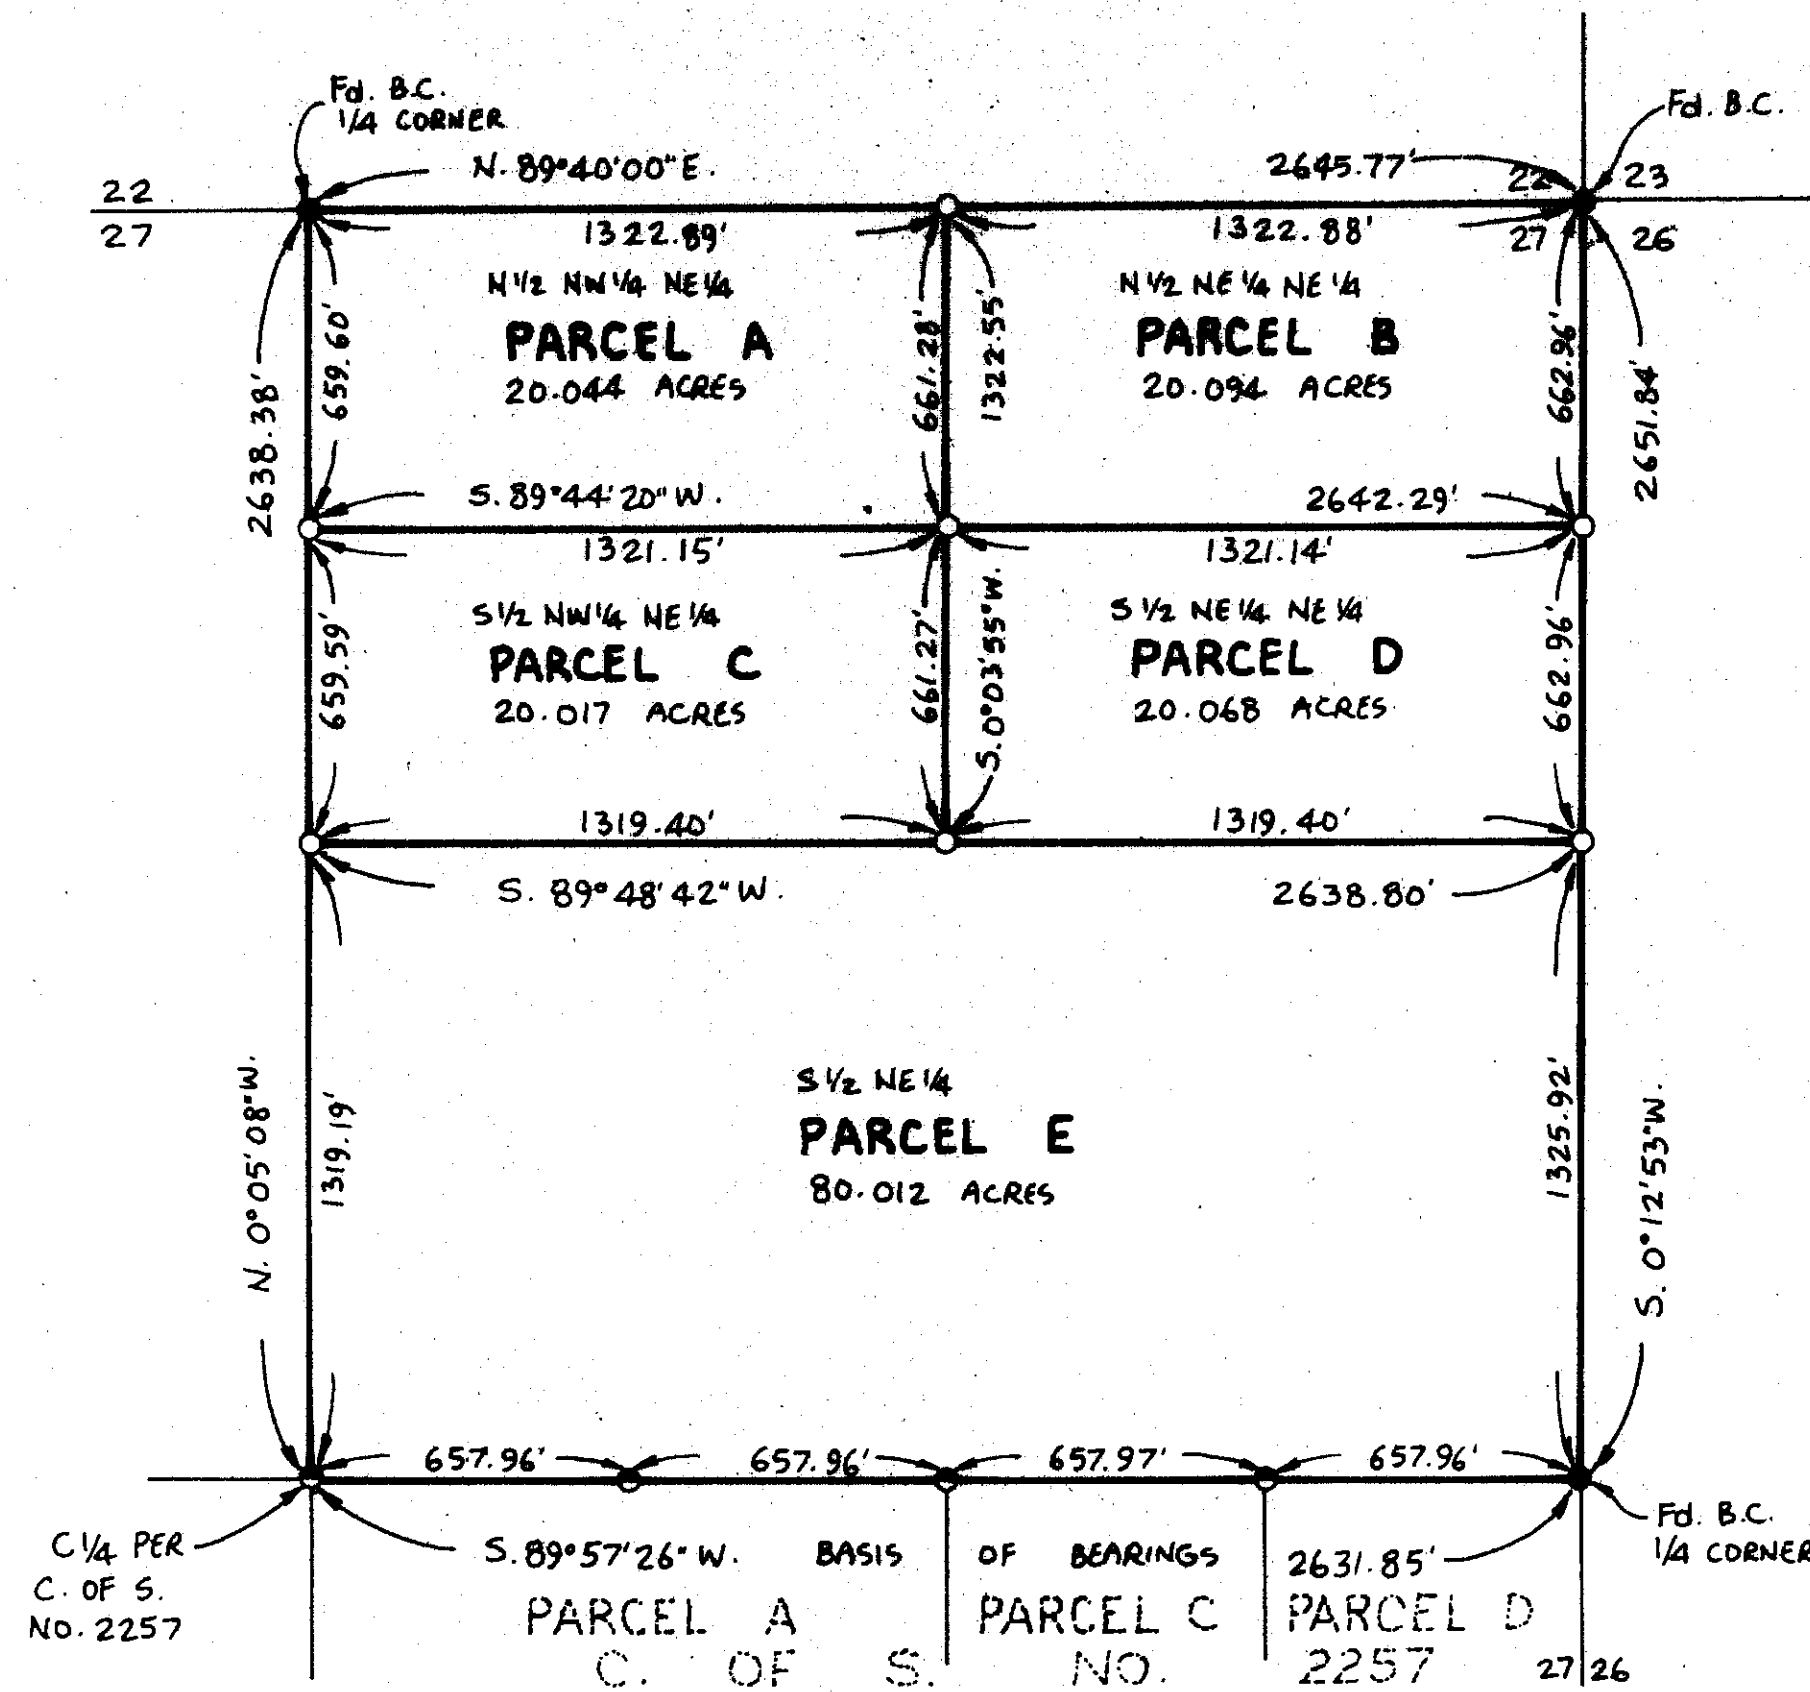 Fd. B.C.
1/4 CORNER
Fd. B.C.
N. 89°40'00" E.
2645.77'
22
22
23
27
1322.89'
1322.88'
27
26
N 1/2 NW 1/4 NE 1/4
N 1/2 NE 1/4 NE 1/4
PARCEL A
PARCEL B
20.044 ACRES
20.094 ACRES
2638.38'
659.60'
661.28'
1322.55'
662.96'
2651.84'
S. 89°44'20" W.
2642.29'
1321.15'
1321.14'
S 1/2 NW 1/4 NE 1/4
S 1/2 NE 1/4 NE 1/4
PARCEL C
PARCEL D
20.017 ACRES
20.068 ACRES
659.59'
661.27'
S. 0°03'55" W.
662.96'
1319.40'
1319.40'
S. 89°48'42" W.
2638.80'
S 1/2 NE 1/4
PARCEL E
80.012 ACRES
N. 0°05'08" W.
1319.19'
1325.92'
S. 0°12'53" W.
657.96'
657.96'
657.97'
657.96'
C 1/4 PER
C. OF S.
NO. 2257
S. 89°57'26" W. BASIS OF BEARINGS 2631.85'
Fd. B.C.
1/4 CORNER
PARCEL A PARCEL C PARCEL D
C. OF S. NO. 2257
27
26